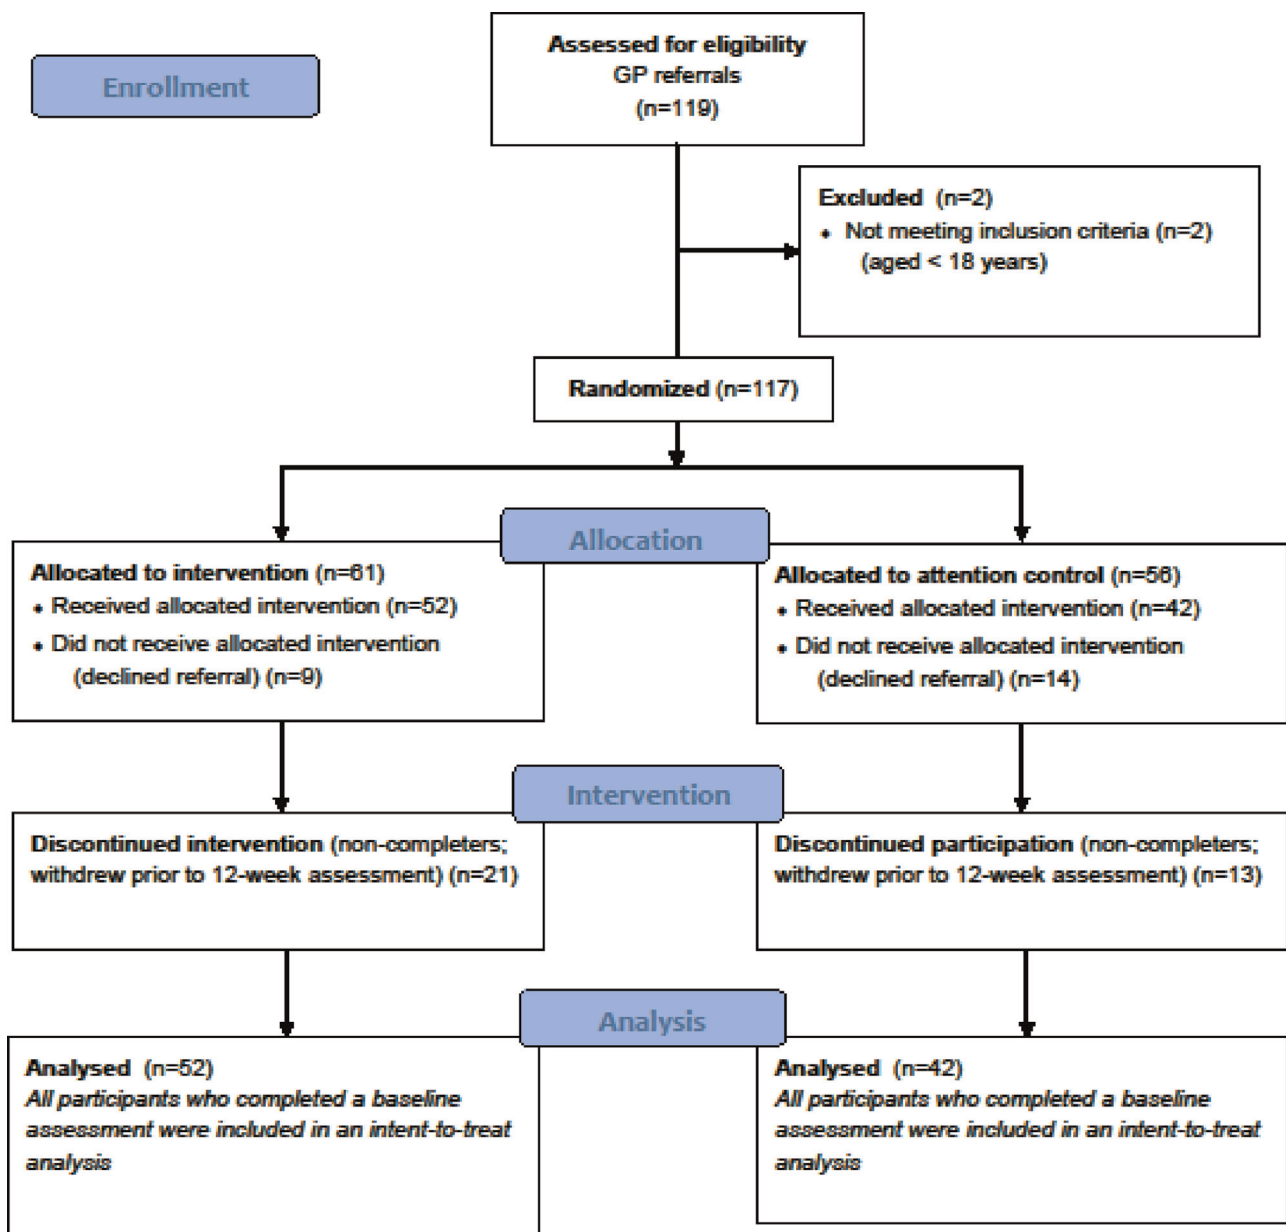 Enrollment
Assessed for eligibility
GP referrals
(n=119)
Excluded (n=2)
• Not meeting inclusion criteria (n=2)
(aged < 18 years)
Randomized (n=117)
Allocation
Allocated to intervention (n=61)
• Received allocated intervention (n=52)
• Did not receive allocated intervention
(declined referral) (n=9)
Allocated to attention control (n=56)
• Received allocated intervention (n=42)
• Did not receive allocated intervention
(declined referral) (n=14)
Intervention
Discontinued intervention (non-completers;
withdrew prior to 12-week assessment) (n=21)
Discontinued participation (non-completers;
withdrew prior to 12-week assessment) (n=13)
Analysis
Analysed (n=52)
All participants who completed a baseline
assessment were included in an intent-to-treat
analysis
Analysed (n=42)
All participants who completed a baseline
assessment were included in an intent-to-treat
analysis